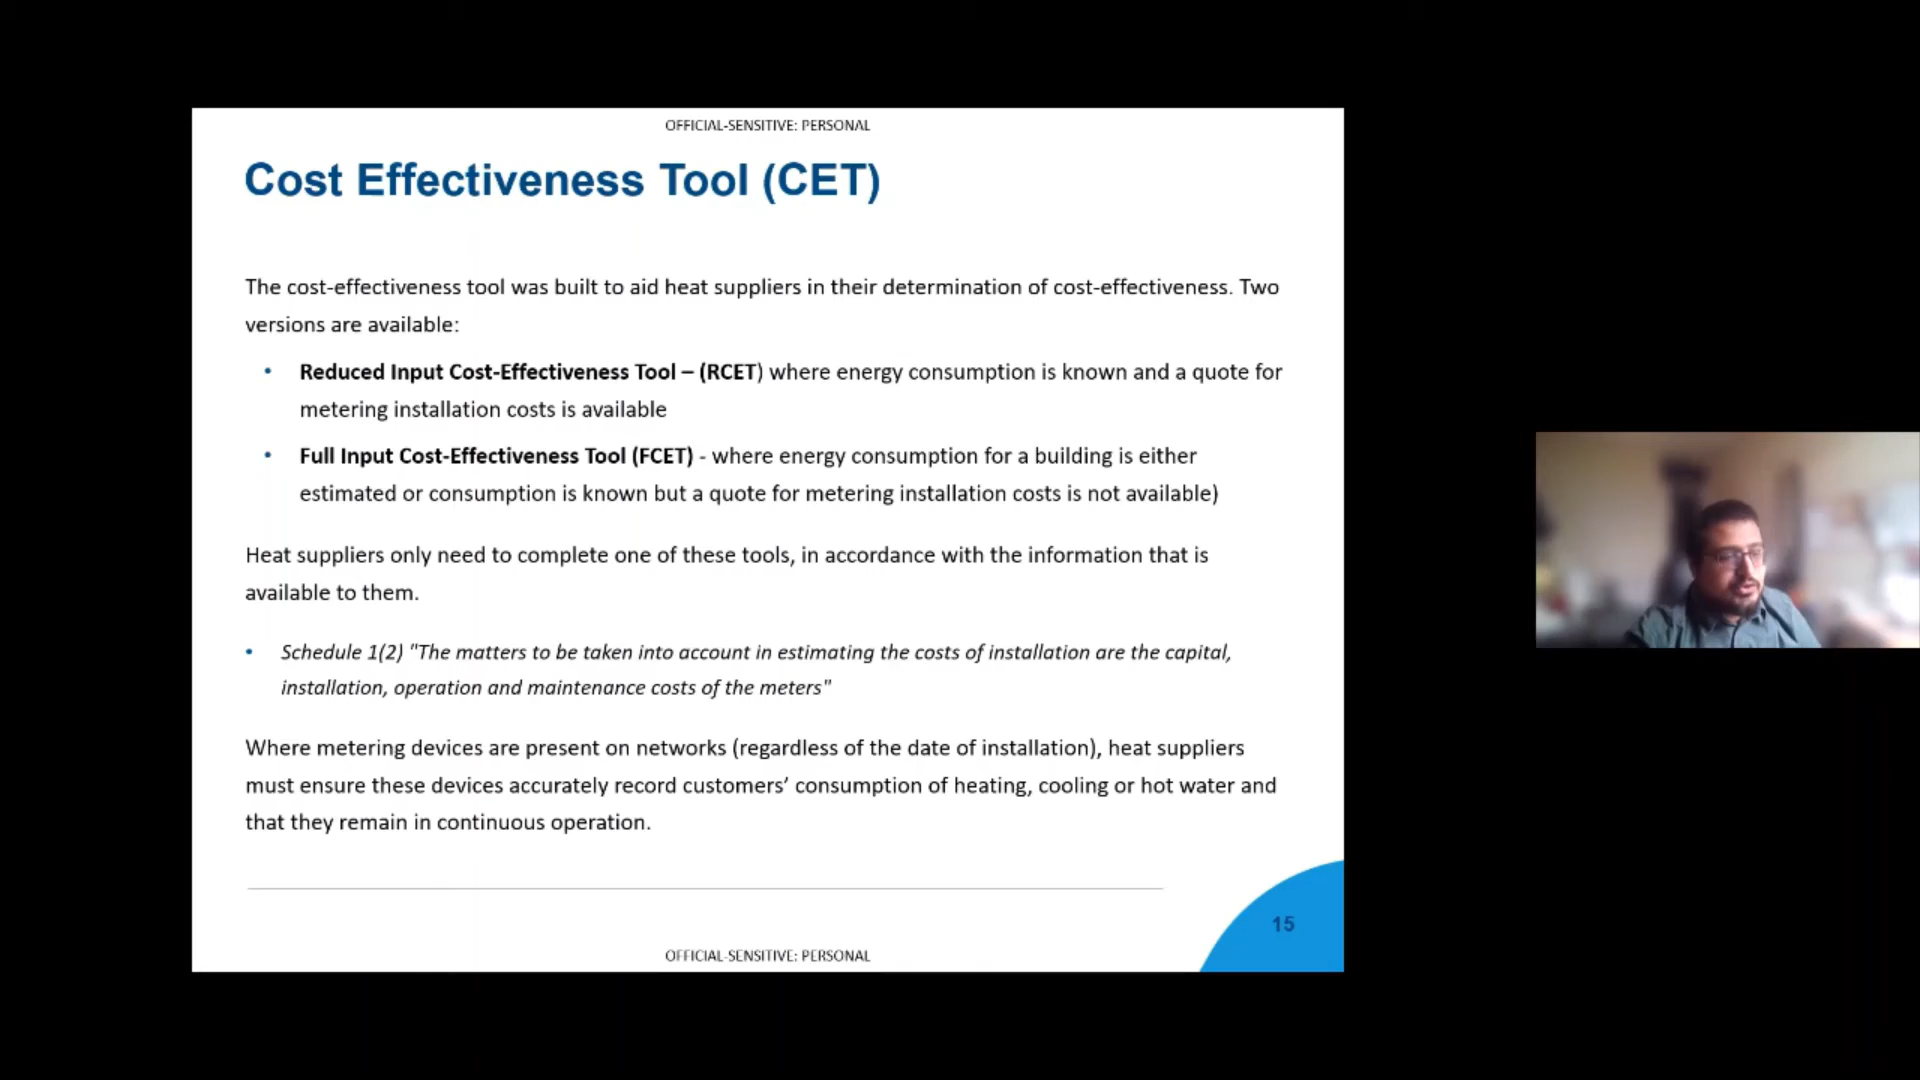 OFFICIAL-SENSITIVE: PERSONAL
Cost Effectiveness Tool (CET)
The cost-effectiveness tool was built to aid heat suppliers in their determination of cost-effectiveness. Two
versions are available:
• Reduced Input Cost-Effectiveness Tool – (RCET) where energy consumption is known and a quote for
metering installation costs is available
• Full Input Cost-Effectiveness Tool (FCET) - where energy consumption for a building is either
estimated or consumption is known but a quote for metering installation costs is not available)
Heat suppliers only need to complete one of these tools, in accordance with the information that is
available to them.
• Schedule 1(2) "The matters to be taken into account in estimating the costs of installation are the capital,
installation, operation and maintenance costs of the meters"
Where metering devices are present on networks (regardless of the date of installation), heat suppliers
must ensure these devices accurately record customers’ consumption of heating, cooling or hot water and
that they remain in continuous operation.
15
OFFICIAL-SENSITIVE: PERSONAL